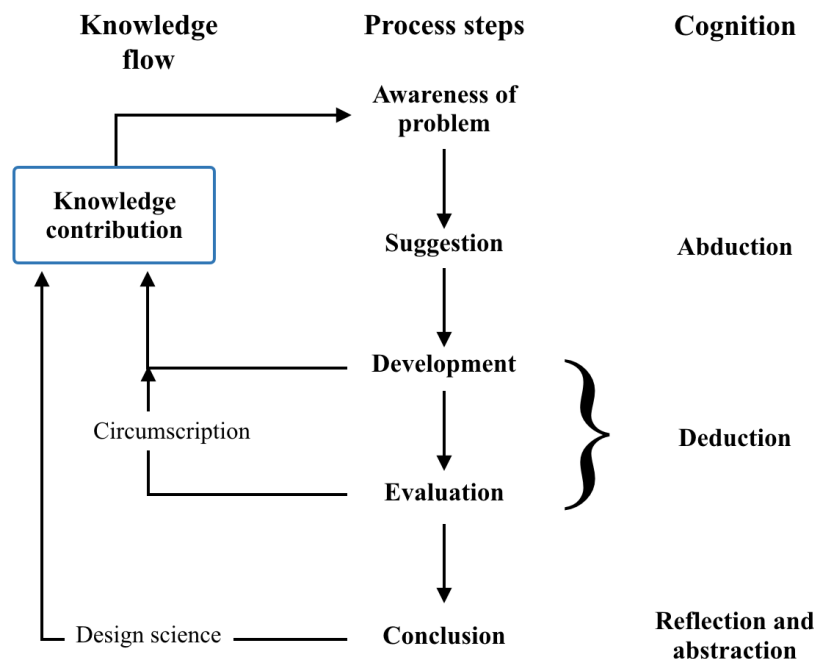 Knowledge
flow
Process steps
Cognition
Awareness of
problem
Knowledge
contribution
Suggestion
Abduction
Development
Circumscription
Deduction
Evaluation
Design science
Conclusion
Reflection and
abstraction